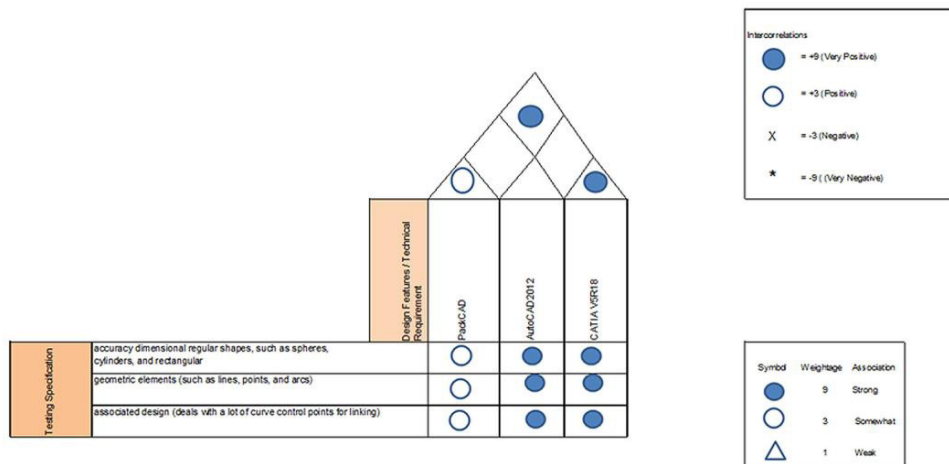 Intercorrelations
= +9 (Very Positive)
= +3 (Positive)
X = -3 (Negative)
* = -9 ( (Very Negative)
Design Features / Technical
Requirement
PackCAD
AutoCAD2012
CATIA V5R18
Testing Specification
accuracy dimensional regular shapes, such as spheres,
cylinders, and rectangular
geometric elements (such as lines, points, and arcs)
associated design (deals with a lot of curve control points for linking)
Symbol Weightage Association
9 Strong
3 Somewhat
1 Weak